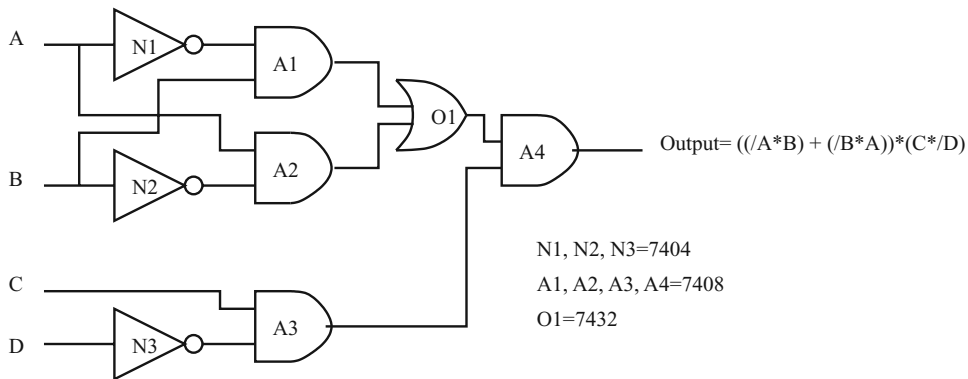 A
N1
A1
O1
A4
Output= ((/A*B) + (/B*A))*(C*/D)
B
N2
A2
N1, N2, N3=7404
A1, A2, A3, A4=7408
O1=7432
C
A3
D
N3